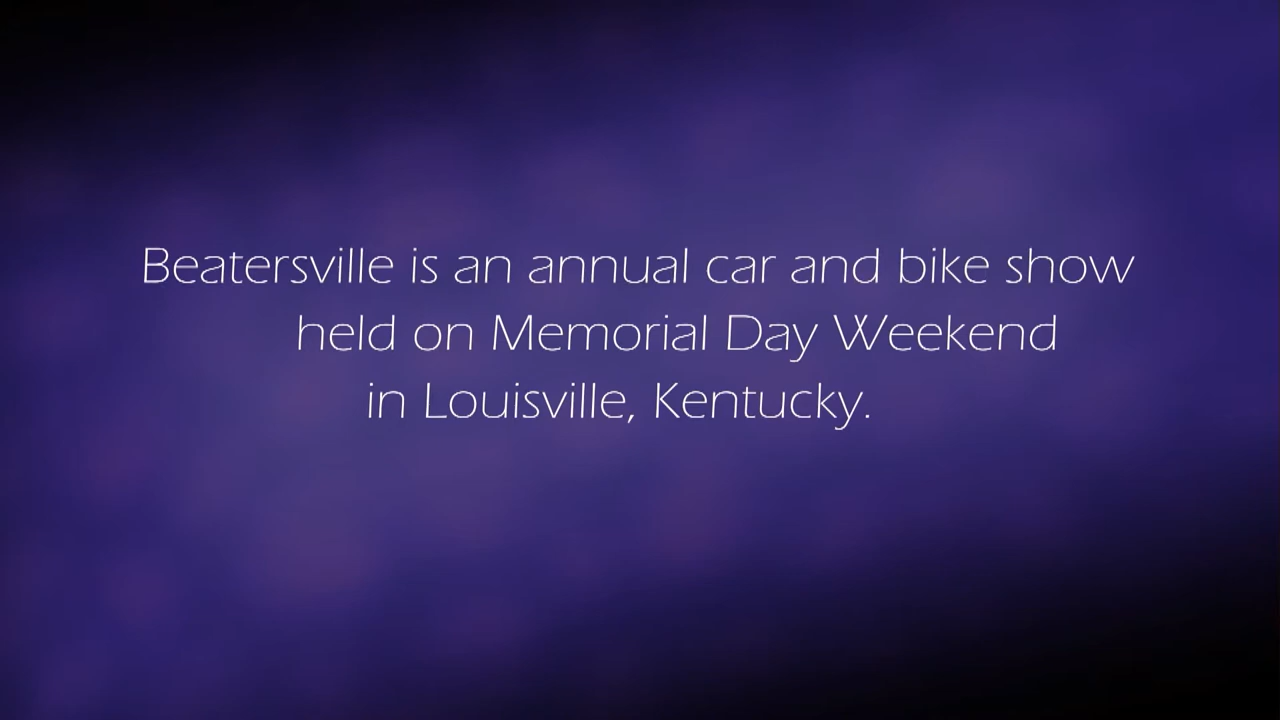 Beatersville is an annual car and bike show
held on Memorial Day Weekend
in Louisville, Kentucky.